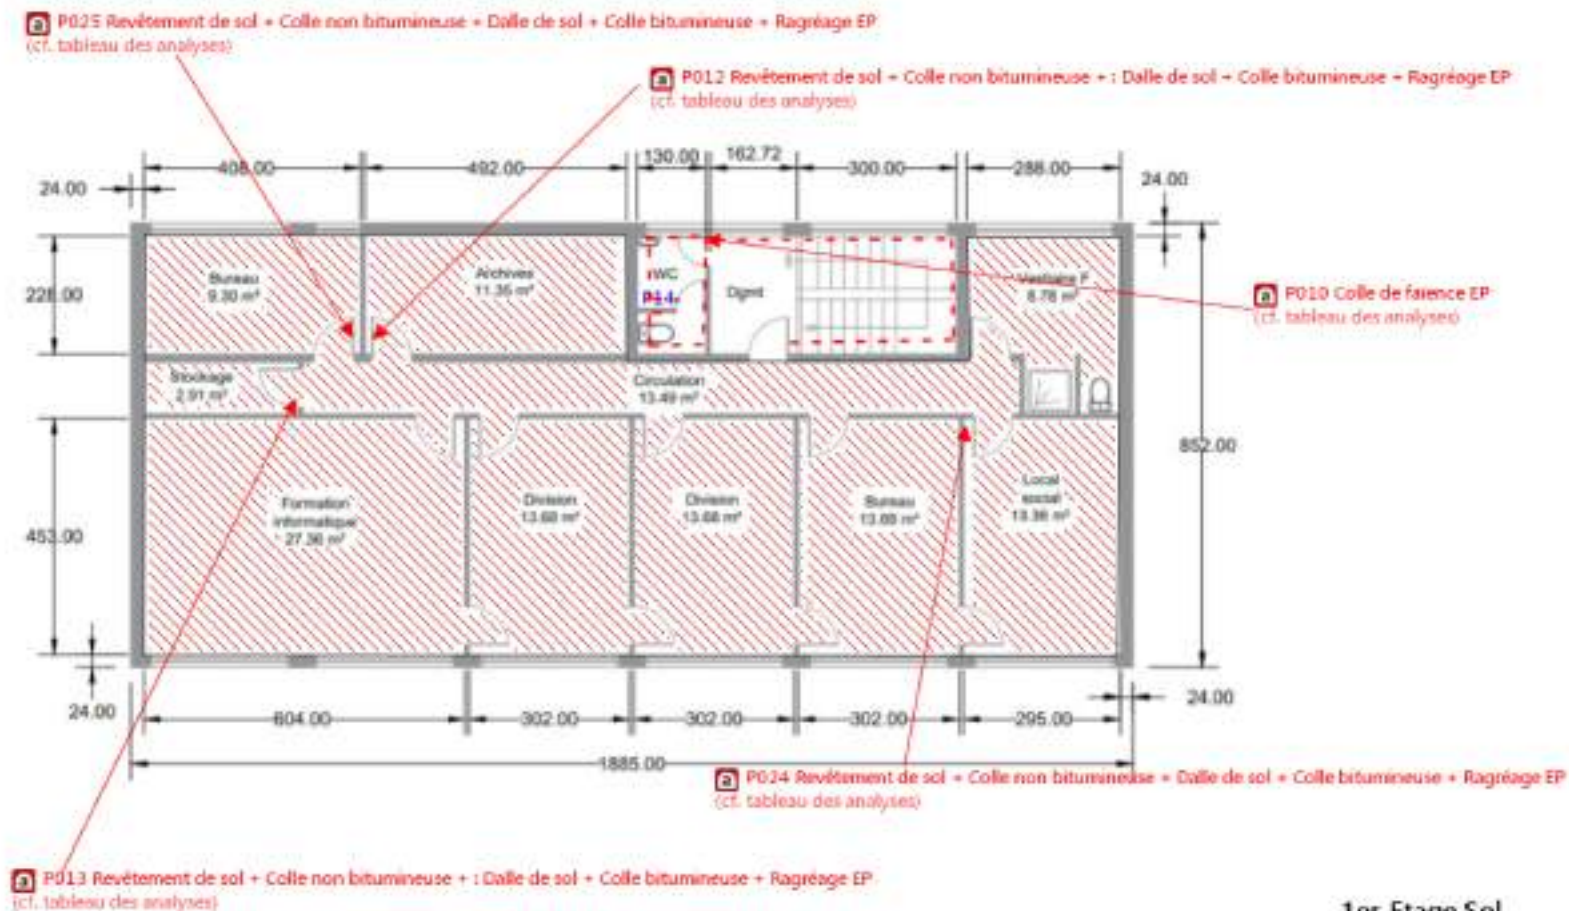 a P025 Revêtement de sol + Colle non bitumineuse + Dalle de sol + Colle bitumineuse + Ragréage EP
(cf. tableau des analyses)
a P012 Revêtement de sol + Colle non bitumineuse + : Dalle de sol + Colle bitumineuse + Ragréage EP
(cf. tableau des analyses)
408.00 492.00 130.00 162.72 300.00 288.00
24.00 24.00
Bureau
9.30 m²
Archives
11.35 m²
WC
Dgmt
Vestiaire F
8.78 m²
228.00
a P010 Colle de faïence EP
(cf. tableau des analyses)
Stockage
2.91 m²
Circulation
13.49 m²
852.00
453.00
Formation
informatique
27.36 m²
Division
13.68 m²
Division
13.68 m²
Bureau
13.68 m²
Local
social
13.36 m²
24.00 24.00
604.00 302.00 302.00 302.00 295.00
1885.00
a P024 Revêtement de sol + Colle non bitumineuse + Dalle de sol + Colle bitumineuse + Ragréage EP
(cf. tableau des analyses)
a P013 Revêtement de sol + Colle non bitumineuse + : Dalle de sol + Colle bitumineuse + Ragréage EP
(cf. tableau des analyses)
1er Etage Sol